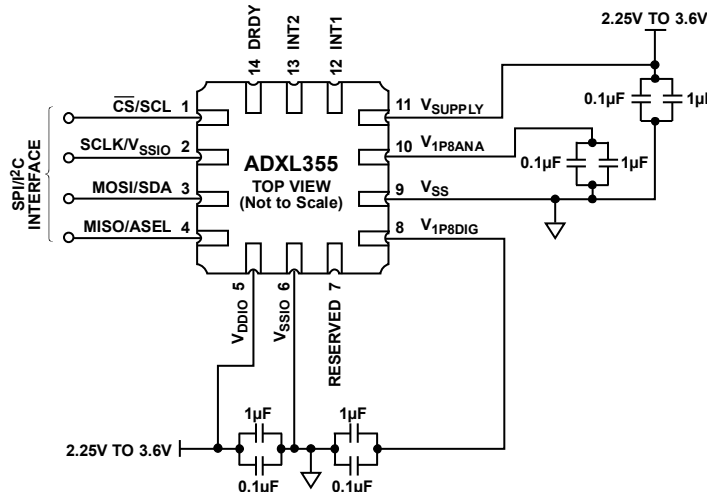 2.25V TO 3.6V
14 DRDY
13 INT2
12 INT1
0.1µF
1µF
CS/SCL 1
SCLK/VSSIO 2
MOSI/SDA 3
MISO/ASEL 4
SPI/I²C
INTERFACE
ADXL355
TOP VIEW
(Not to Scale)
11 VSUPPLY
10 V1P8ANA
9 VSS
8 V1P8DIG
0.1µF
1µF
VDDIO 5
VSSIO 6
RESERVED 7
2.25V TO 3.6V
1µF
0.1µF
1µF
0.1µF